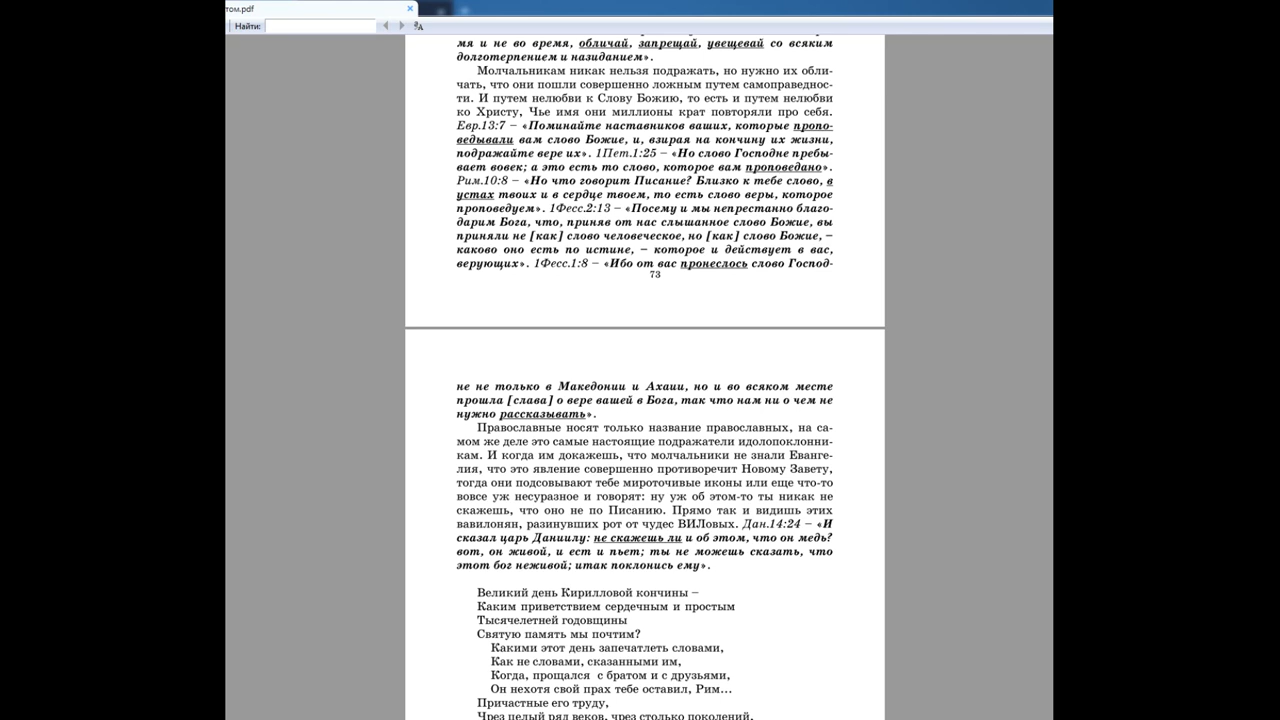 том.pdf
Найти:
мя и не во время, обличай, запрещай, увещевай со всяким
долготерпением и назиданием».
Молчальникам никак нельзя подражать, но нужно их обли-
чать, что они пошли совершенно ложным путем самоправеднос-
ти. И путем нелюбви к Слову Божию, то есть и путем нелюбви
ко Христу, Чье имя они миллионы крат повторяли про себя.
Евр.13:7 – «Поминайте наставников ваших, которые пропо-
ведывали вам слово Божие, и, взирая на кончину их жизни,
подражайте вере их». 1Пет.1:25 – «Но слово Господне пребы-
вает вовек; а это есть то слово, которое вам проповедано».
Рим.10:8 – «Но что говорит Писание? Близко к тебе слово, в
устах твоих и в сердце твоем, то есть слово веры, которое
проповедуем». 1Фесс.2:13 – «Посему и мы непрестанно благо-
дарим Бога, что, приняв от нас слышанное слово Божие, вы
приняли не [как] слово человеческое, но [как] слово Божие, –
каково оно есть по истине, – которое и действует в вас,
верующих». 1Фесс.1:8 – «Ибо от вас пронеслось слово Господ-
73
не не только в Македонии и Ахаии, но и во всяком месте
прошла [слава] о вере вашей в Бога, так что нам ни о чем не
нужно рассказывать».
Православные носят только название православных, на са-
мом же деле это самые настоящие подражатели идолопоклонни-
кам. И когда им докажешь, что молчальники не знали Еванге-
лия, что это явление совершенно противоречит Новому Завету,
тогда они подсовывают тебе мироточивые иконы или еще что-то
вовсе уж несуразное и говорят: ну уж об этом-то ты никак не
скажешь, что оно не по Писанию. Прямо так и видишь этих
вавилонян, разинувших рот от чудес ВИЛовых. Дан.14:24 – «И
сказал царь Даниилу: не скажешь ли и об этом, что он медь?
вот, он живой, и ест и пьет; ты не можешь сказать, что
этот бог неживой; итак поклонись ему».
Великий день Кирилловой кончины –
Каким приветствием сердечным и простым
Тысячелетней годовщины
Святую память мы почтим?
Какими этот день запечатлеть словами,
Как не словами, сказанными им,
Когда, прощался с братом и с друзьями,
Он нехотя свой прах тебе оставил, Рим...
Причастные его труду,
Чрез целый ряд веков, чрез столько поколений,